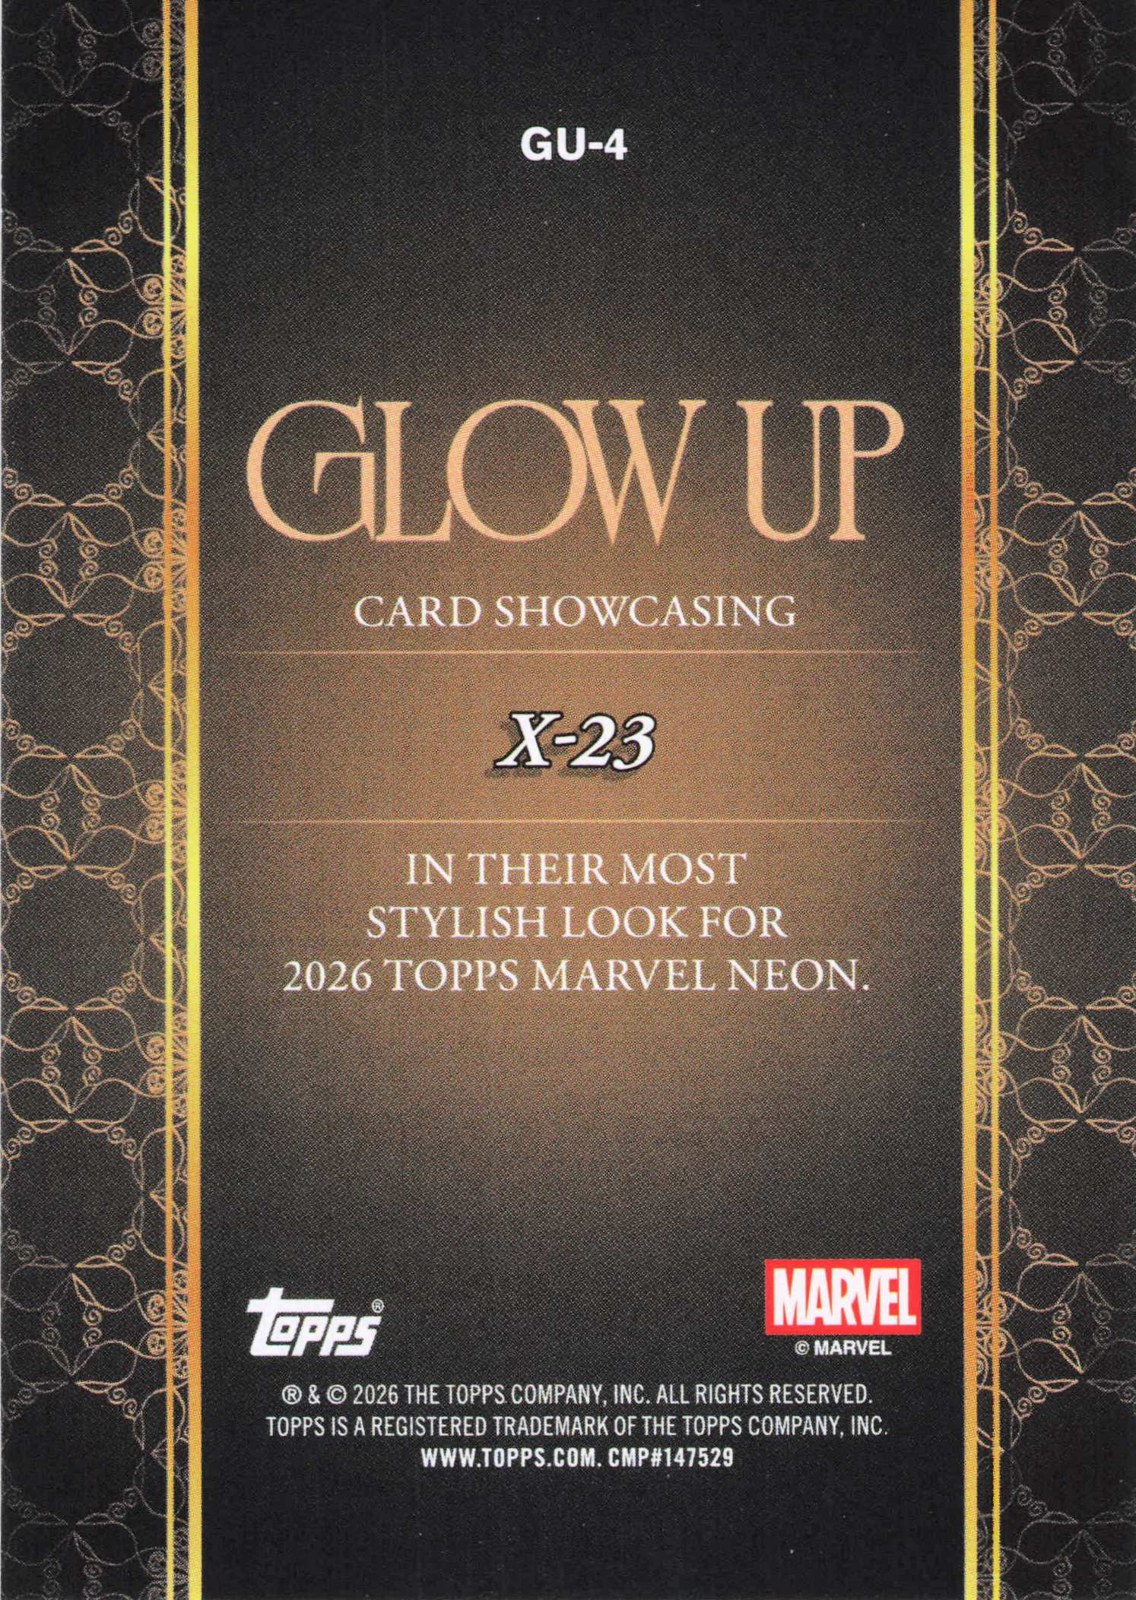 GU-4
GLOW UP
CARD SHOWCASING
X-23
IN THEIR MOST
STYLISH LOOK FOR
2026 TOPPS MARVEL NEON.
Topps®
MARVEL
© MARVEL
® & © 2026 THE TOPPS COMPANY, INC. ALL RIGHTS RESERVED.
TOPPS IS A REGISTERED TRADEMARK OF THE TOPPS COMPANY, INC.
WWW.TOPPS.COM. CMP#147529